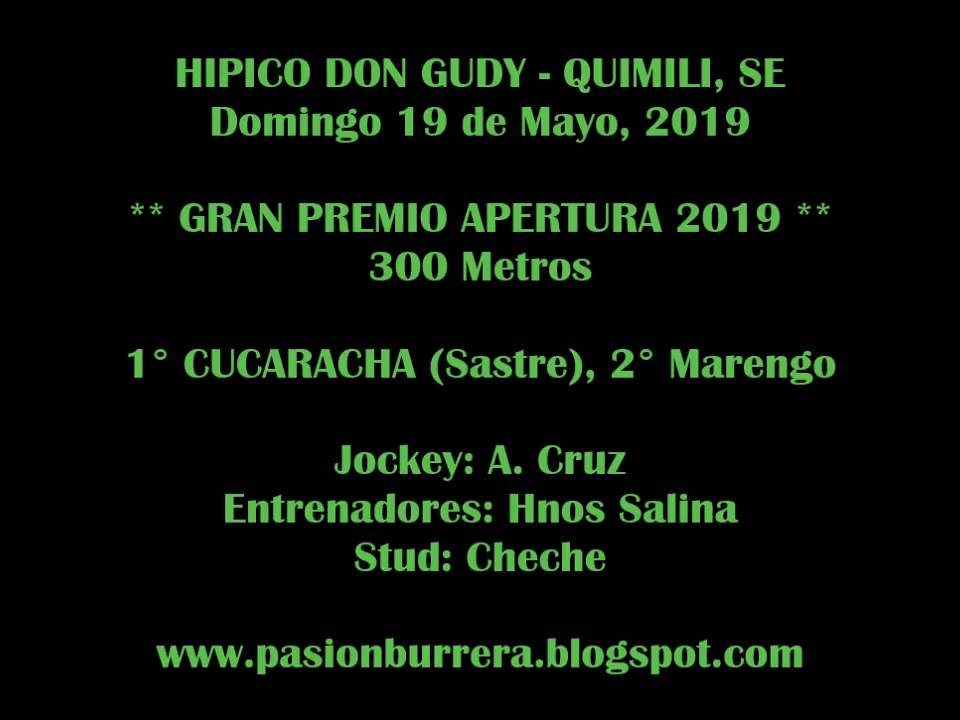 HIPICO DON GUDY - QUIMILI, SE
Domingo 19 de Mayo, 2019
** GRAN PREMIO APERTURA 2019 **
300 Metros
1° CUCARACHA (Sastre), 2° Marengo
Jockey: A. Cruz
Entrenadores: Hnos Salina
Stud: Cheche
www.pasionburrera.blogspot.com